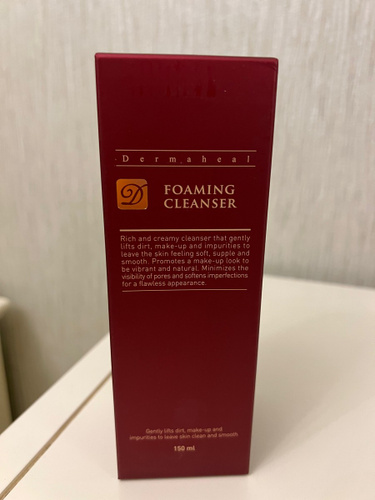 Dermaheal
D
FOAMING
CLEANSER
Rich and creamy cleanser that gently
lifts dirt, make-up and impurities to
leave the skin feeling soft, supple and
smooth. Promotes a make-up look to
be vibrant and natural. Minimizes the
visibility of pores and softens imperfections
for a flawless appearance.
Gently lifts dirt, make-up and
impurities to leave skin clean and smooth
150 ml